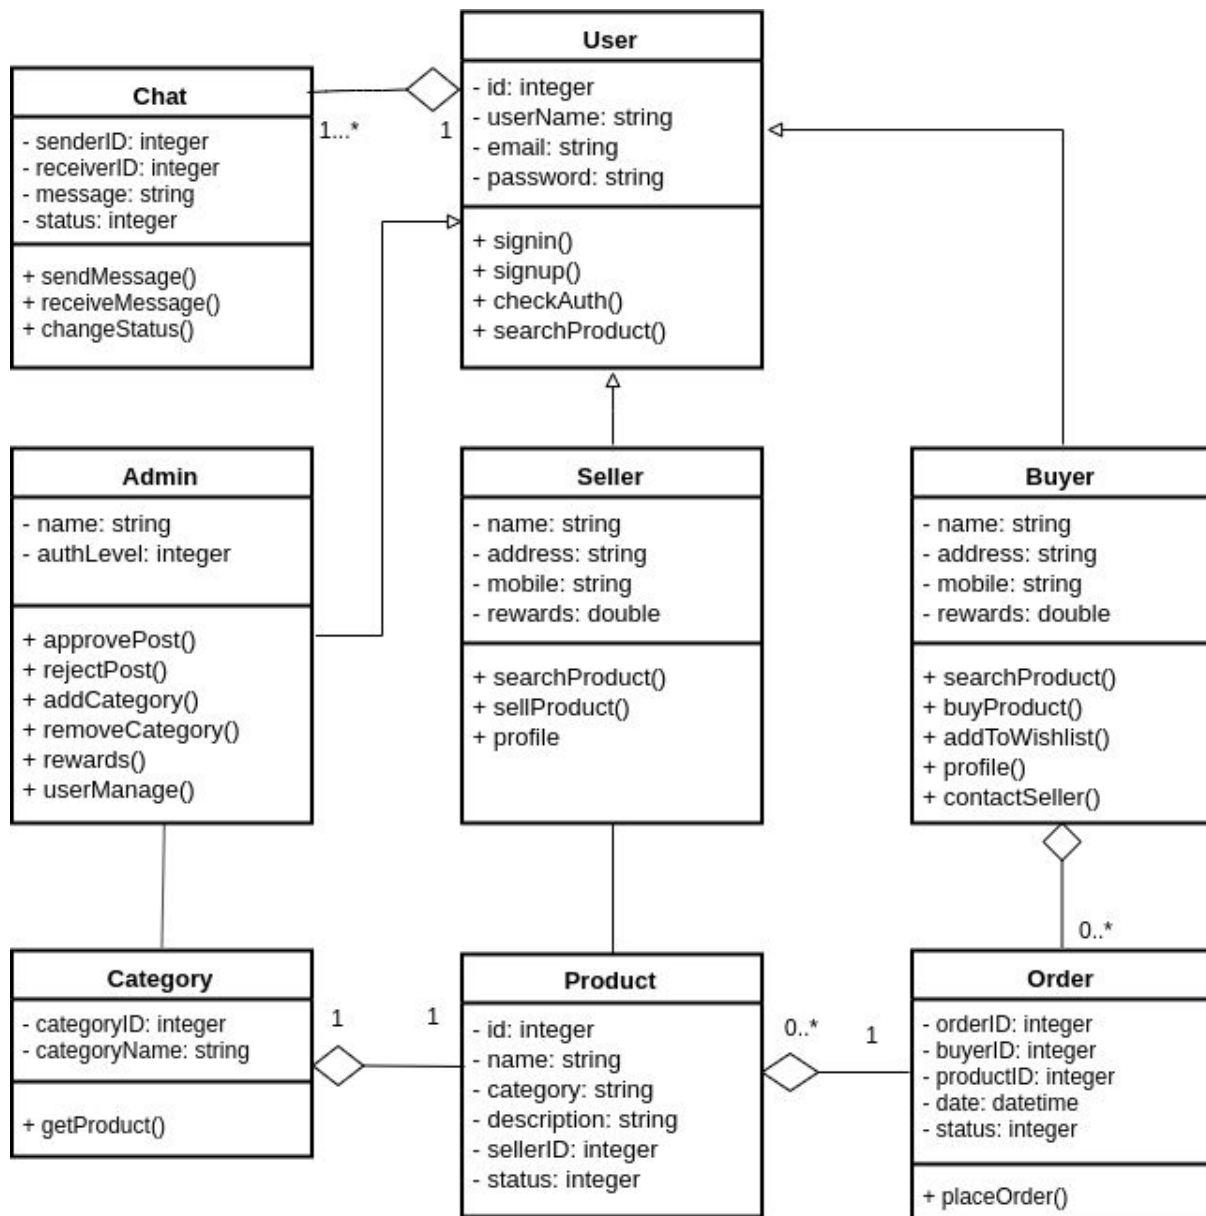 User
- id: integer
- userName: string
- email: string
- password: string
+ signin()
+ signup()
+ checkAuth()
+ searchProduct()
Chat
- senderID: integer
- receiverID: integer
- message: string
- status: integer
+ sendMessage()
+ receiveMessage()
+ changeStatus()
1...*
1
Admin
- name: string
- authLevel: integer
+ approvePost()
+ rejectPost()
+ addCategory()
+ removeCategory()
+ rewards()
+ userManage()
Seller
- name: string
- address: string
- mobile: string
- rewards: double
+ searchProduct()
+ sellProduct()
+ profile
Buyer
- name: string
- address: string
- mobile: string
- rewards: double
+ searchProduct()
+ buyProduct()
+ addToWishlist()
+ profile()
+ contactSeller()
0..*
Category
- categoryID: integer
- categoryName: string
+ getProduct()
1
1
Product
- id: integer
- name: string
- category: string
- description: string
- sellerID: integer
- status: integer
0..*
1
Order
- orderID: integer
- buyerID: integer
- productID: integer
- date: datetime
- status: integer
+ placeOrder()